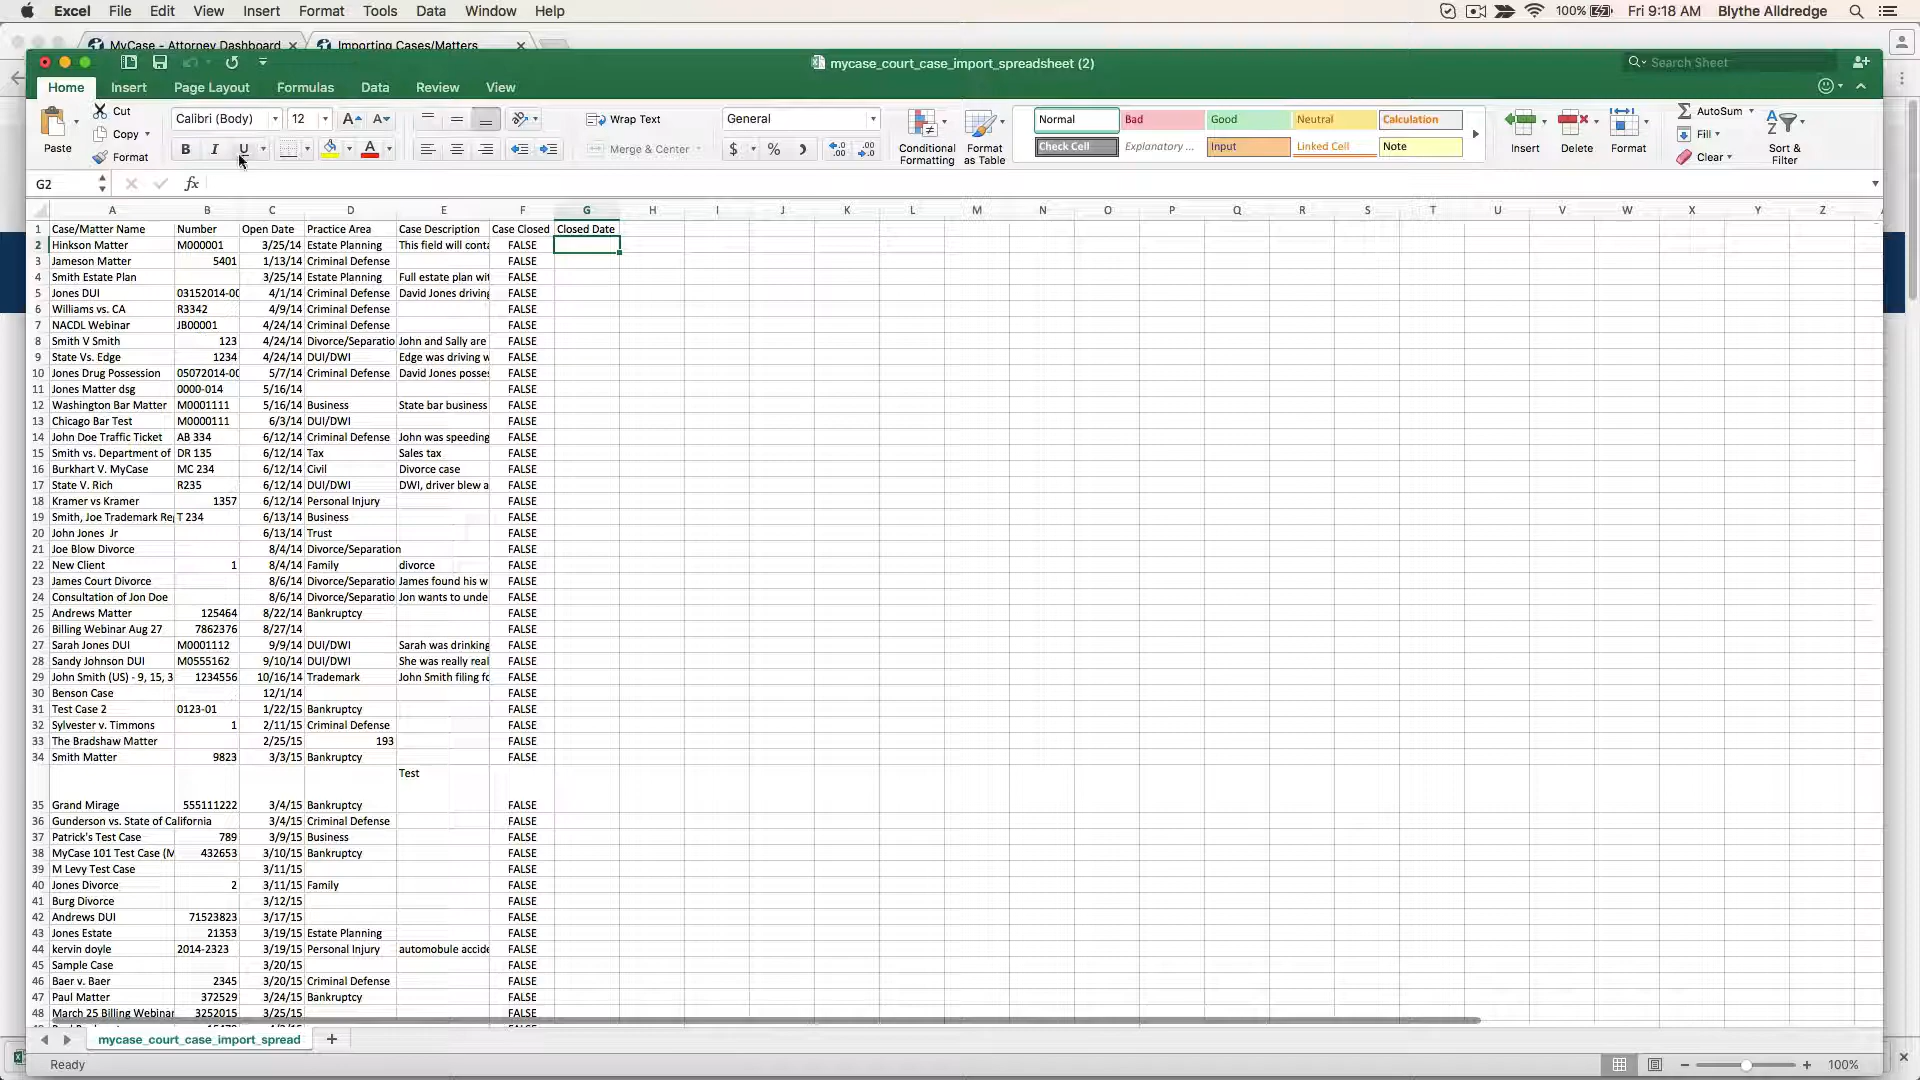 Excel File Edit View Insert Format Tools Data Window Help 100% Fri 9:18 AM Blythe Alldredge
MyCase - Attorney Dashboard Importing Cases/Matters
mycase_court_case_import_spreadsheet (2) Search Sheet
Home Insert Page Layout Formulas Data Review View
Cut Calibri (Body) 12 Wrap Text General Normal Bad Good Neutral Calculation AutoSum
Copy Fill
Paste Format B I U Merge & Center $ % Conditional Formatting Format as Table Check Cell Explanatory ... Input Linked Cell Note Insert Delete Format Clear Sort & Filter
G2 fx
A B C D E F G H I J K L M N O P Q R S T U V W X Y Z
1 Case/Matter Name Number Open Date Practice Area Case Description Case Closed Closed Date
2 Hinkson Matter M000001 3/25/14 Estate Planning This field will conta FALSE
3 Jameson Matter 5401 1/13/14 Criminal Defense FALSE
4 Smith Estate Plan 3/25/14 Estate Planning Full estate plan wit FALSE
5 Jones DUI 03152014-00 4/1/14 Criminal Defense David Jones driving FALSE
6 Williams vs. CA R3342 4/9/14 Criminal Defense FALSE
7 NACDL Webinar JB00001 4/24/14 Criminal Defense FALSE
8 Smith V Smith 123 4/24/14 Divorce/Separatio John and Sally are FALSE
9 State Vs. Edge 1234 4/24/14 DUI/DWI Edge was driving w FALSE
10 Jones Drug Possession 05072014-00 5/7/14 Criminal Defense David Jones posses FALSE
11 Jones Matter dsg 0000-014 5/16/14 FALSE
12 Washington Bar Matter M0001111 5/16/14 Business State bar business FALSE
13 Chicago Bar Test M0000111 6/3/14 DUI/DWI FALSE
14 John Doe Traffic Ticket AB 334 6/12/14 Criminal Defense John was speeding FALSE
15 Smith vs. Department of DR 135 6/12/14 Tax Sales tax FALSE
16 Burkhart V. MyCase MC 234 6/12/14 Civil Divorce case FALSE
17 State V. Rich R235 6/12/14 DUI/DWI DWI, driver blew a FALSE
18 Kramer vs Kramer 1357 6/12/14 Personal Injury FALSE
19 Smith, Joe Trademark Re T 234 6/13/14 Business FALSE
20 John Jones Jr 6/13/14 Trust FALSE
21 Joe Blow Divorce 8/4/14 Divorce/Separation FALSE
22 New Client 1 8/4/14 Family divorce FALSE
23 James Court Divorce 8/6/14 Divorce/Separatio James found his w FALSE
24 Consultation of Jon Doe 8/6/14 Divorce/Separatio Jon wants to unde FALSE
25 Andrews Matter 125464 8/22/14 Bankruptcy FALSE
26 Billing Webinar Aug 27 7862376 8/27/14 FALSE
27 Sarah Jones DUI M0001112 9/9/14 DUI/DWI Sarah was drinking FALSE
28 Sandy Johnson DUI M0555162 9/10/14 DUI/DWI She was really real FALSE
29 John Smith (US) - 9, 15, 3 1234556 10/16/14 Trademark John Smith filing fo FALSE
30 Benson Case 12/1/14 FALSE
31 Test Case 2 0123-01 1/22/15 Bankruptcy FALSE
32 Sylvester v. Timmons 1 2/11/15 Criminal Defense FALSE
33 The Bradshaw Matter 2/25/15 193 FALSE
34 Smith Matter 9823 3/3/15 Bankruptcy FALSE
Test
35 Grand Mirage 555111222 3/4/15 Bankruptcy FALSE
36 Gunderson vs. State of California 3/4/15 Criminal Defense FALSE
37 Patrick's Test Case 789 3/9/15 Business FALSE
38 MyCase 101 Test Case (M 432653 3/10/15 Bankruptcy FALSE
39 M Levy Test Case 3/11/15 FALSE
40 Jones Divorce 2 3/11/15 Family FALSE
41 Burg Divorce 3/12/15 FALSE
42 Andrews DUI 71523823 3/17/15 FALSE
43 Jones Estate 21353 3/19/15 Estate Planning FALSE
44 kervin doyle 2014-2323 3/19/15 Personal Injury automobule accide FALSE
45 Sample Case 3/20/15 FALSE
46 Baer v. Baer 2345 3/20/15 Criminal Defense FALSE
47 Paul Matter 372529 3/24/15 Bankruptcy FALSE
48 March 25 Billing Webinar 3252015 3/25/15 FALSE
mycase_court_case_import_spread
Ready 100%